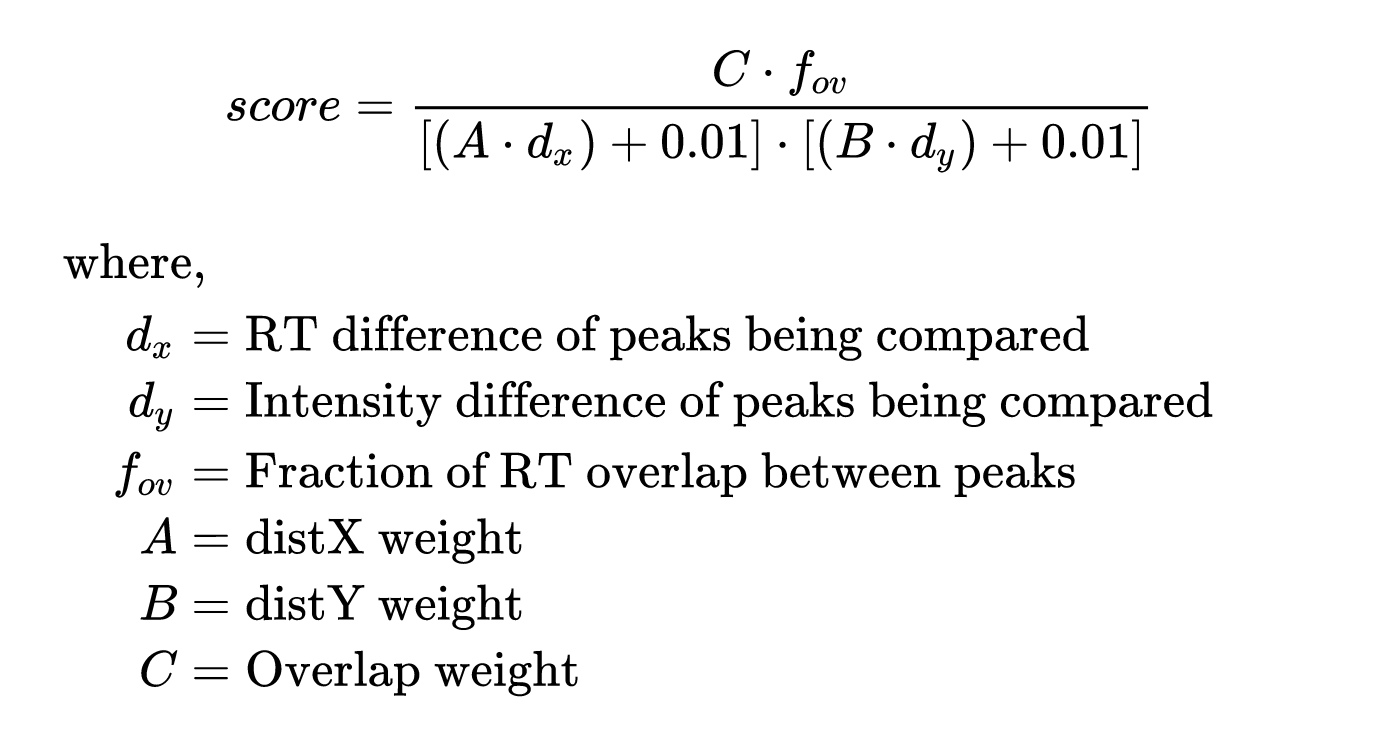 score = \frac{C \cdot f_{ov}}{[(A \cdot d_x) + 0.01] \cdot [(B \cdot d_y) + 0.01]}
where,
d_x = RT difference of peaks being compared
d_y = Intensity difference of peaks being compared
f_{ov} = Fraction of RT overlap between peaks
A = distX weight
B = distY weight
C = Overlap weight